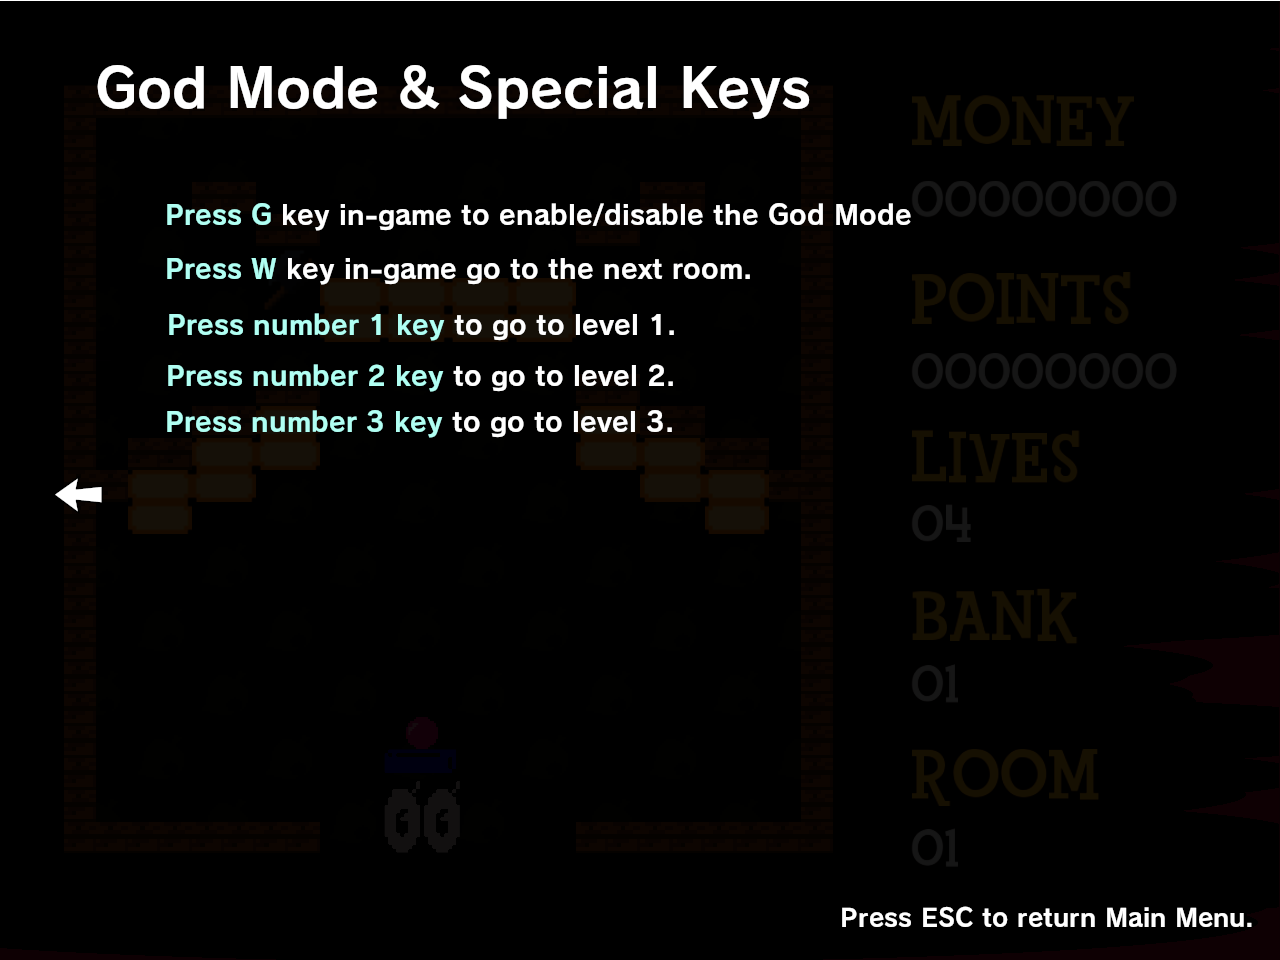 God Mode & Special Keys
Press G key in-game to enable/disable the God Mode
Press W key in-game go to the next room.
Press number 1 key to go to level 1.
Press number 2 key to go to level 2.
Press number 3 key to go to level 3.
MONEY
00000000
POINTS
00000000
LIVES
04
BANK
01
ROOM
01
Press ESC to return Main Menu.